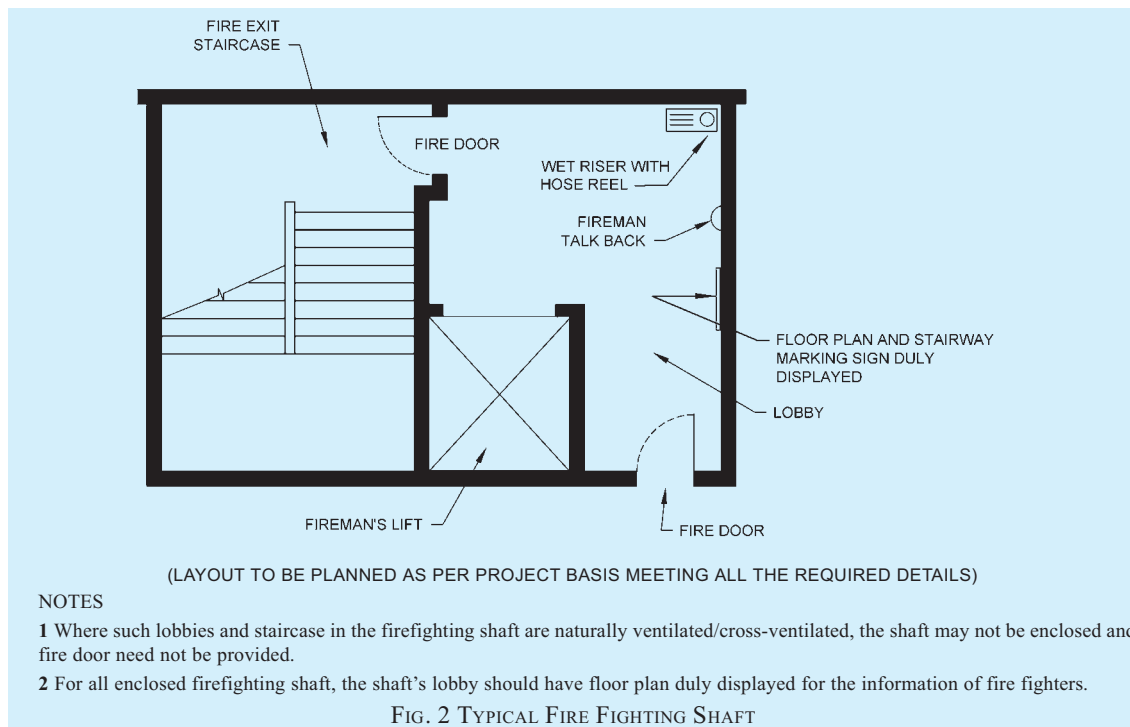 FIRE EXIT
STAIRCASE
FIRE DOOR
WET RISER WITH
HOSE REEL
FIREMAN
TALK BACK
FLOOR PLAN AND STAIRWAY
MARKING SIGN DULY
DISPLAYED
LOBBY
FIREMAN'S LIFT
FIRE DOOR
(LAYOUT TO BE PLANNED AS PER PROJECT BASIS MEETING ALL THE REQUIRED DETAILS)
NOTES
1 Where such lobbies and staircase in the firefighting shaft are naturally ventilated/cross-ventilated, the shaft may not be enclosed and
fire door need not be provided.
2 For all enclosed firefighting shaft, the shaft's lobby should have floor plan duly displayed for the information of fire fighters.
FIG. 2 TYPICAL FIRE FIGHTING SHAFT